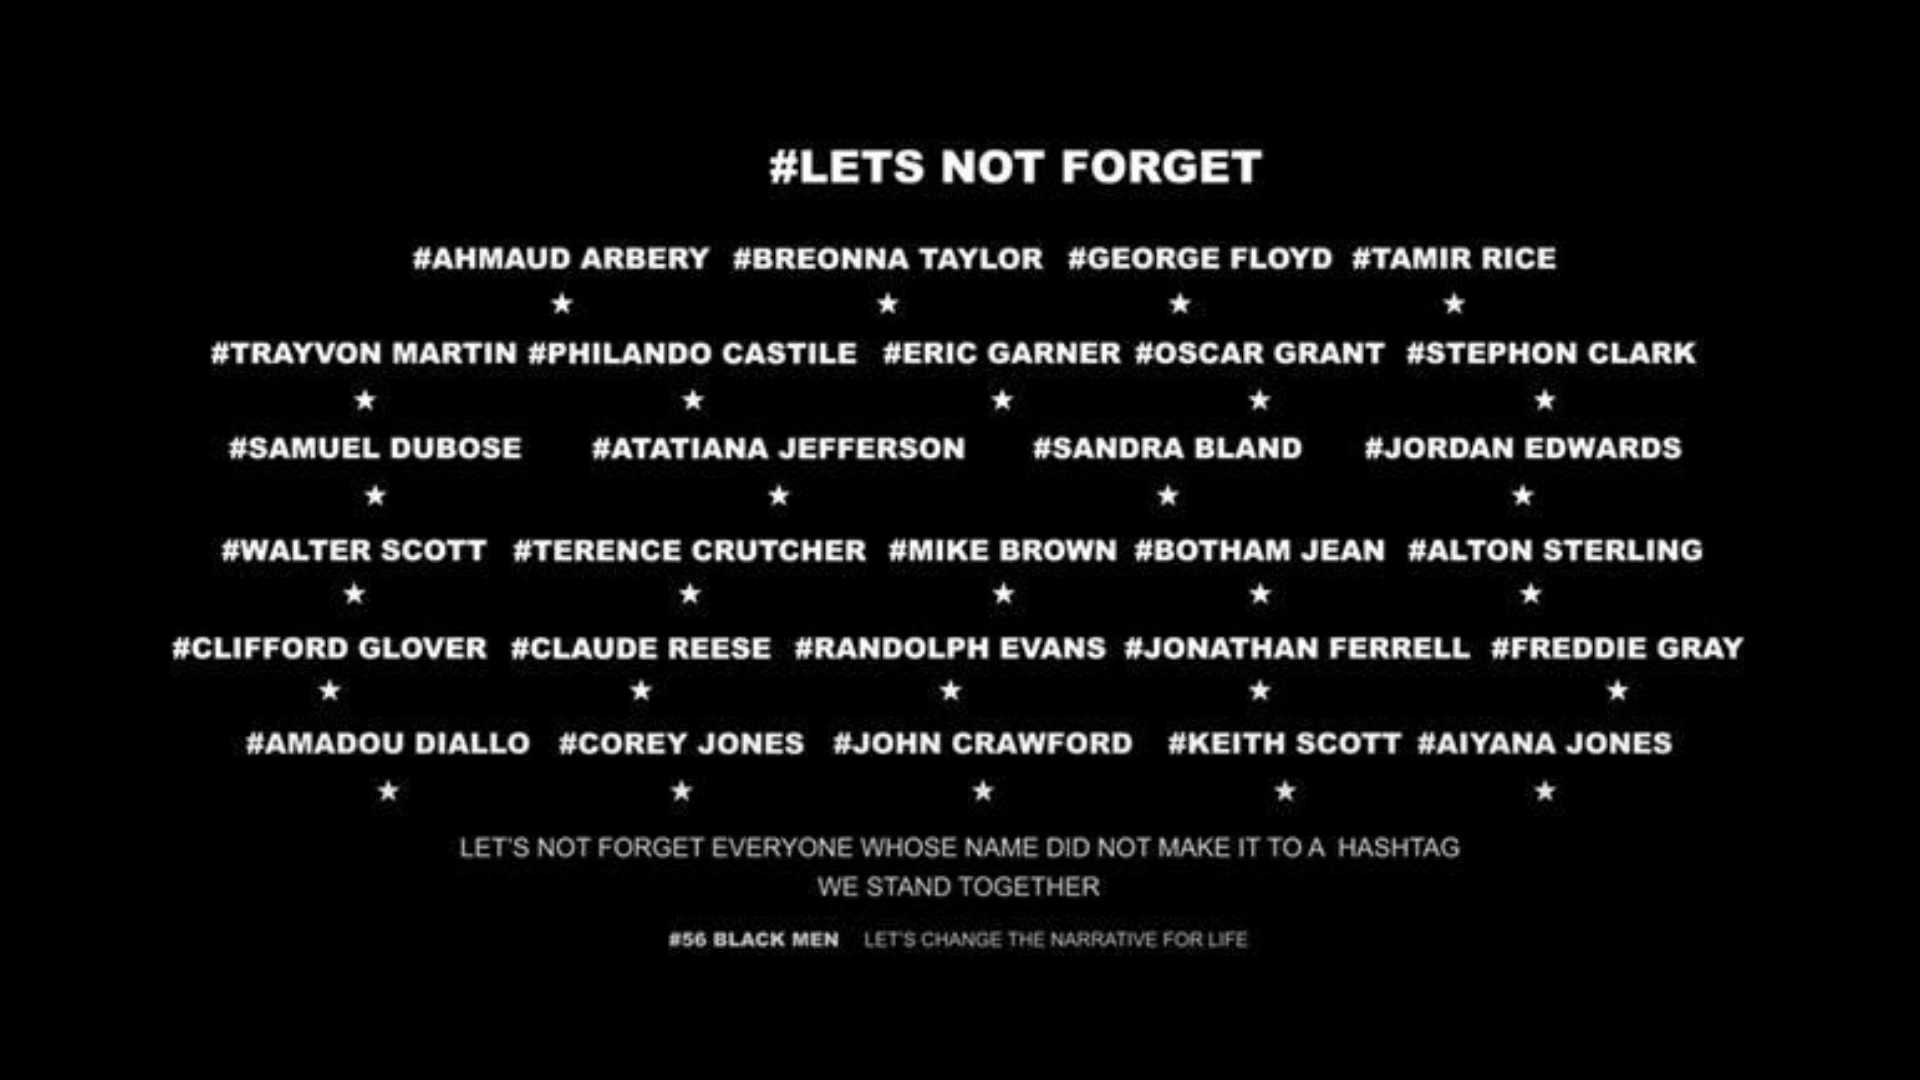 #LETS NOT FORGET
#AHMAUD ARBERY #BREONNA TAYLOR #GEORGE FLOYD #TAMIR RICE
#TRAYVON MARTIN #PHILANDO CASTILE #ERIC GARNER #OSCAR GRANT #STEPHON CLARK
#SAMUEL DUBOSE #ATATIANA JEFFERSON #SANDRA BLAND #JORDAN EDWARDS
#WALTER SCOTT #TERENCE CRUTCHER #MIKE BROWN #BOTHAM JEAN #ALTON STERLING
#CLIFFORD GLOVER #CLAUDE REESE #RANDOLPH EVANS #JONATHAN FERRELL #FREDDIE GRAY
#AMADOU DIALLO #COREY JONES #JOHN CRAWFORD #KEITH SCOTT #AIYANA JONES
LET'S NOT FORGET EVERYONE WHOSE NAME DID NOT MAKE IT TO A HASHTAG
WE STAND TOGETHER
#56 BLACK MEN LET'S CHANGE THE NARRATIVE FOR LIFE